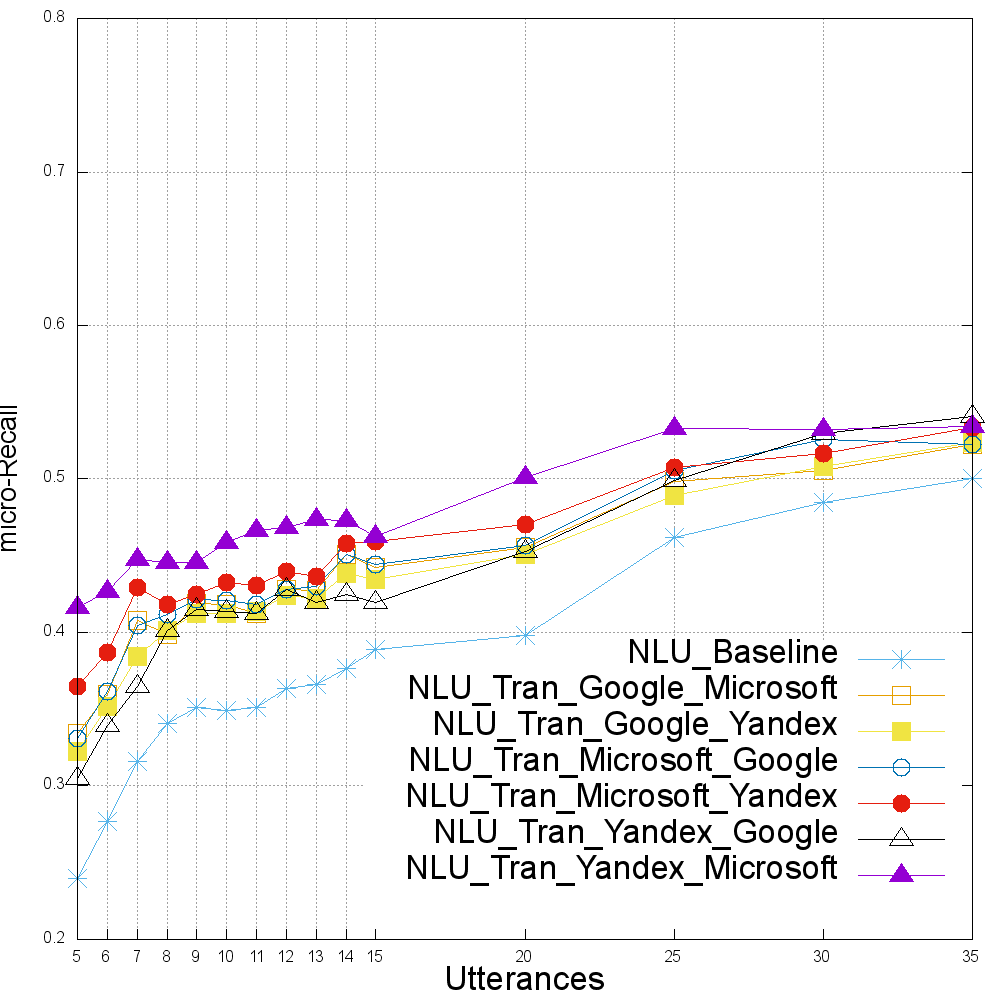 0.8
0.7
0.6
0.5
0.4
0.3
0.2
micro-Recall
NLU_Baseline
NLU_Tran_Google_Microsoft
NLU_Tran_Google_Yandex
NLU_Tran_Microsoft_Google
NLU_Tran_Microsoft_Yandex
NLU_Tran_Yandex_Google
NLU_Tran_Yandex_Microsoft
5 6 7 8 9 10 11 12 13 14 15 20 25 30 35
Utterances